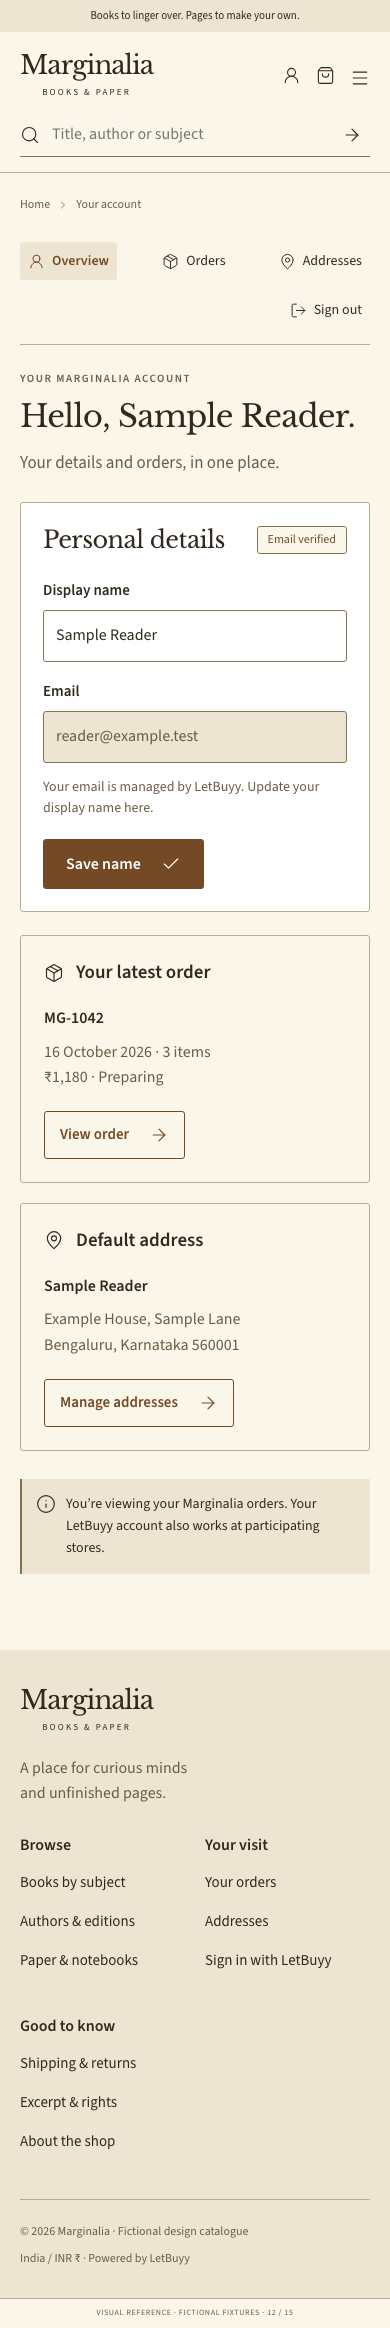 Books to linger over. Pages to make your own.
Marginalia
BOOKS & PAPER
Title, author or subject
Home
Your account
Overview
Orders
Addresses
Sign out
YOUR MARGINALIA ACCOUNT
Hello, Sample Reader.
Your details and orders, in one place.
Personal details
Email verified
Display name
Sample Reader
Email
reader@example.test
Your email is managed by LetBuyy. Update your
display name here.
Save name
Your latest order
MG-1042
16 October 2026 · 3 items
₹1,180 · Preparing
View order
Default address
Sample Reader
Example House, Sample Lane
Bengaluru, Karnataka 560001
Manage addresses
You’re viewing your Marginalia orders. Your
LetBuyy account also works at participating
stores.
Marginalia
BOOKS & PAPER
A place for curious minds
and unfinished pages.
Browse
Books by subject
Authors & editions
Paper & notebooks
Your visit
Your orders
Addresses
Sign in with LetBuyy
Good to know
Shipping & returns
Excerpt & rights
About the shop
© 2026 Marginalia · Fictional design catalogue
India / INR ₹ · Powered by LetBuyy
VISUAL REFERENCE · FICTIONAL FIXTURES · 12 / 15